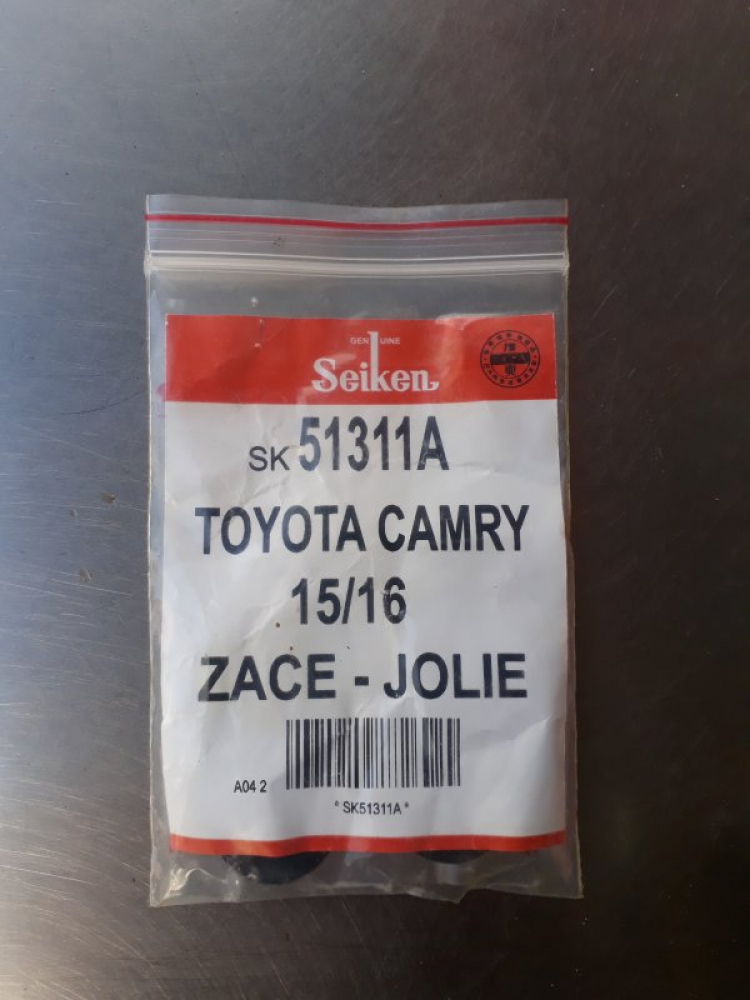 GENUINE
Seiken
SK 51311A
TOYOTA CAMRY
15/16
ZACE - JOLIE
A04 2
* SK51311A *